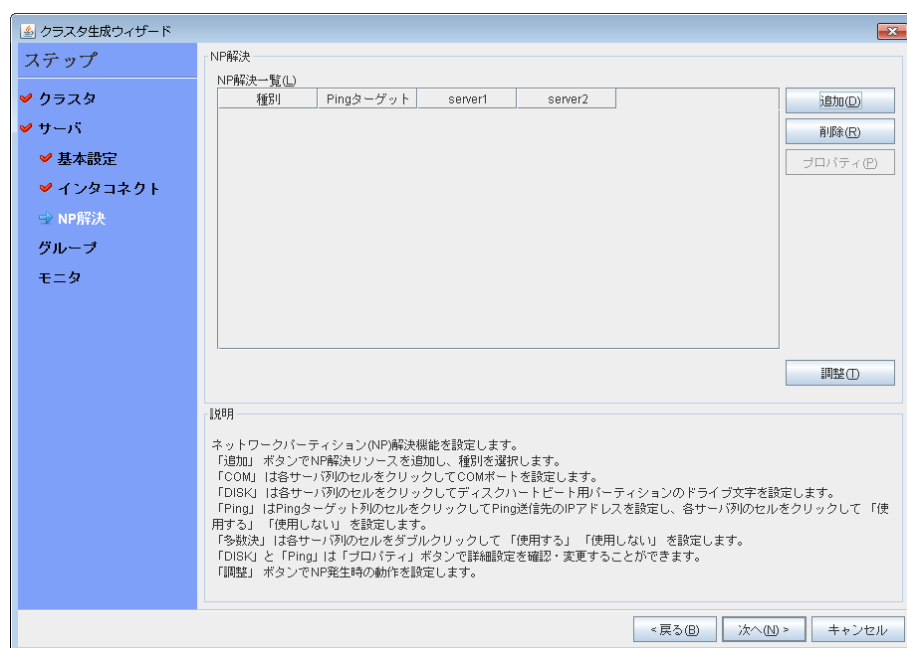 クラスタ生成ウィザード
ステップ
クラスタ
サーバ
基本設定
インタコネクト
NP解決
グループ
モニタ
NP解決
NP解決一覧(L)
種別 Pingターゲット server1 server2
追加(D)
削除(R)
プロパティ(P)
調整(T)
説明
ネットワークパーティション(NP)解決機能を設定します。
「追加」 ボタンでNP解決リソースを追加し、種別を選択します。
「COM」は各サーバ列のセルをクリックしてCOMポートを設定します。
「DISK」は各サーバ列のセルをクリックしてディスクハートビート用パーティションのドライブ文字を設定します。
「Ping」はPingターゲット列のセルをクリックしてPing送信先のIPアドレスを設定し、各サーバ列のセルをクリックして 「使
用する」 「使用しない」 を設定します。
「多数決」は各サーバ列のセルをダブルクリックして 「使用する」 「使用しない」 を設定します。
「DISK」と「Ping」は「プロパティ」ボタンで詳細設定を確認・変更することができます。
「調整」 ボタンでNP発生時の動作を設定します。
<戻る(B) 次へ(N)> キャンセル